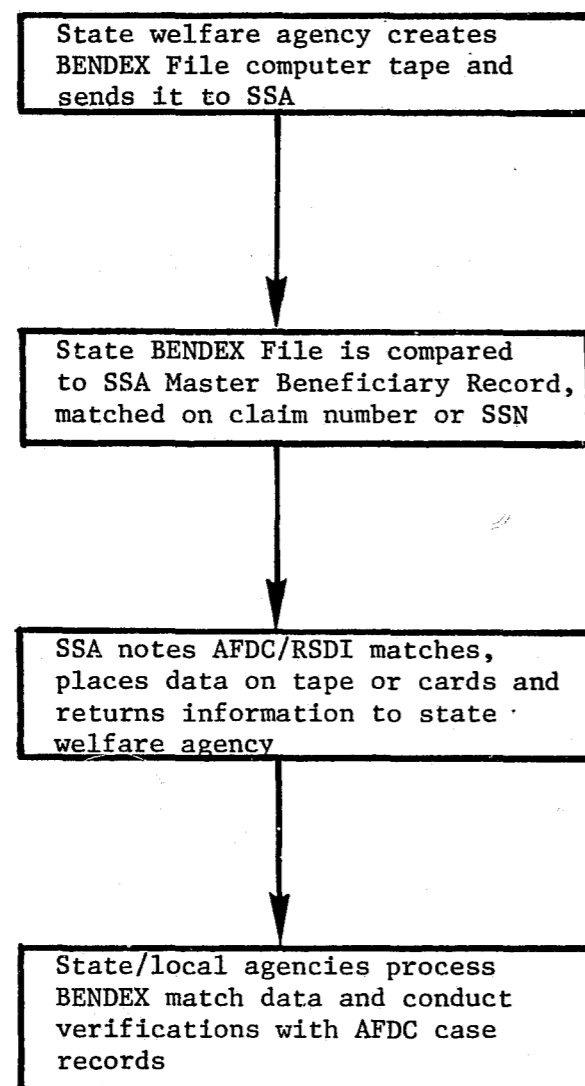 State welfare agency creates
BENDEX File computer tape and
sends it to SSA
State BENDEX File is compared
to SSA Master Beneficiary Record,
matched on claim number or SSN
SSA notes AFDC/RSDI matches,
places data on tape or cards and
returns information to state
welfare agency
State/local agencies process
BENDEX match data and conduct
verifications with AFDC case
records